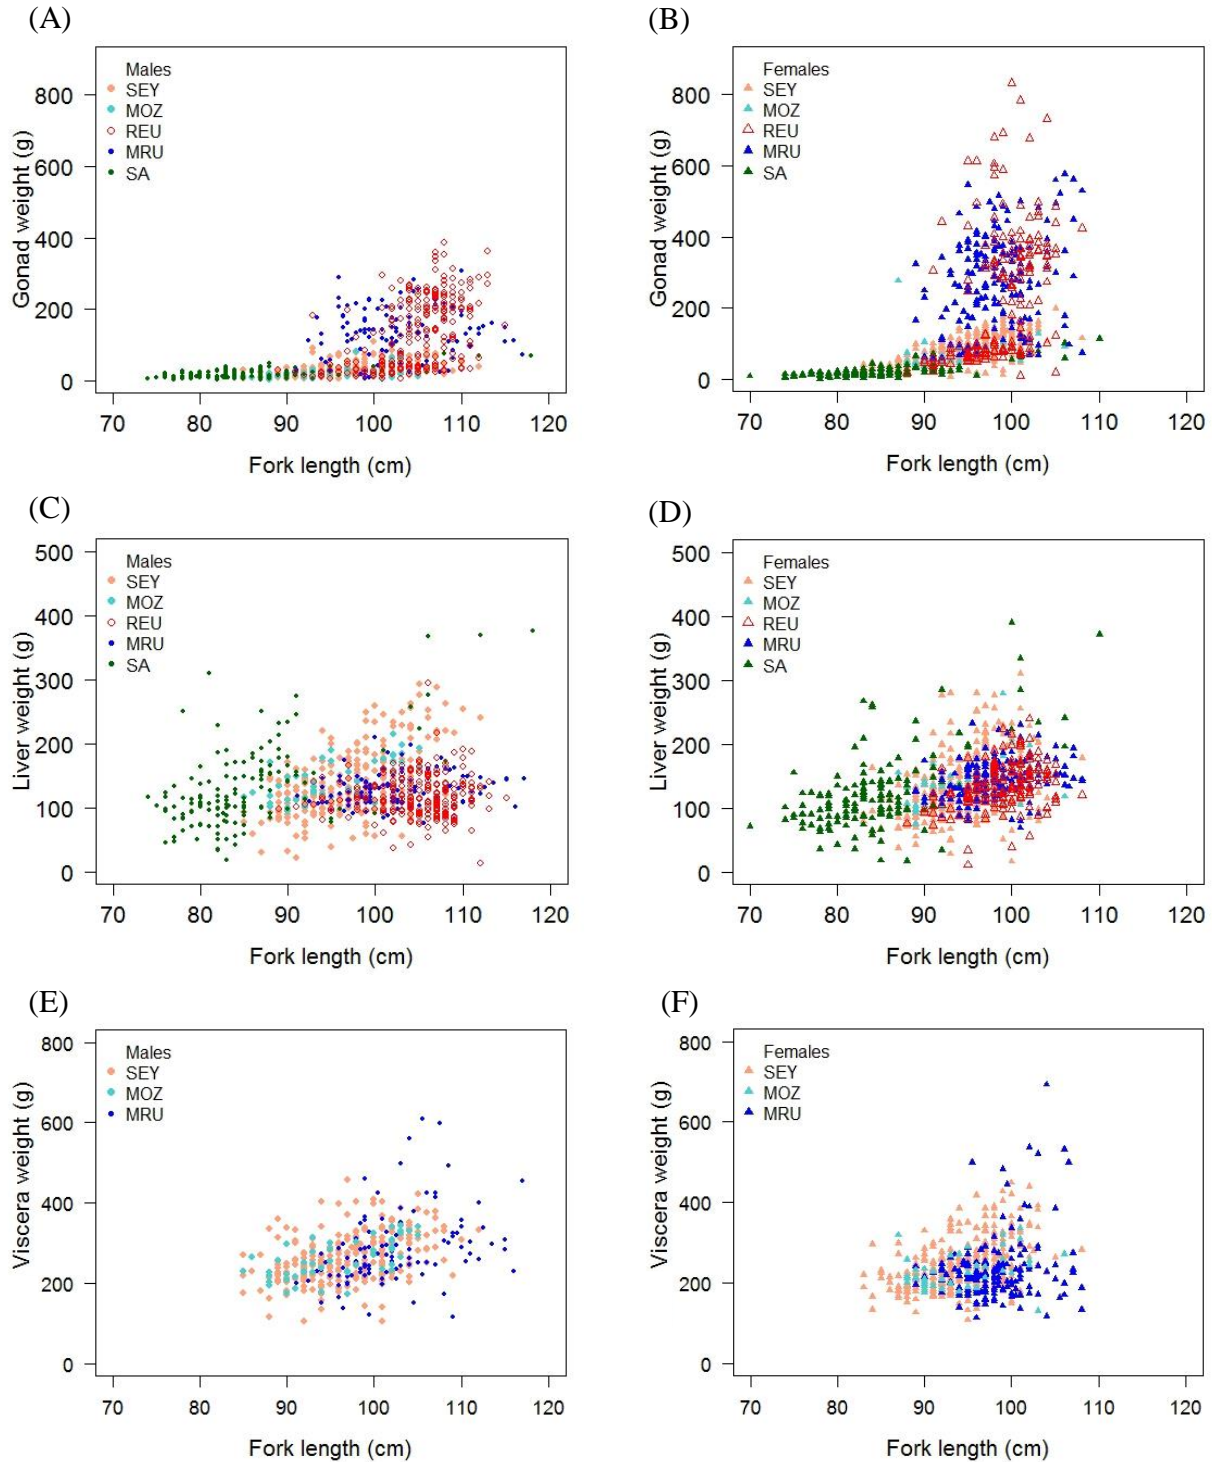 (A)
Males
SEY
MOZ
REU
MRU
SA
Gonad weight (g)
800
600
400
200
0
70 80 90 100 110 120
Fork length (cm)
(B)
Females
SEY
MOZ
REU
MRU
SA
Gonad weight (g)
800
600
400
200
0
70 80 90 100 110 120
Fork length (cm)
(C)
Males
SEY
MOZ
REU
MRU
SA
Liver weight (g)
500
400
300
200
100
0
70 80 90 100 110 120
Fork length (cm)
(D)
Females
SEY
MOZ
REU
MRU
SA
Liver weight (g)
500
400
300
200
100
0
70 80 90 100 110 120
Fork length (cm)
(E)
Males
SEY
MOZ
MRU
Viscera weight (g)
800
600
400
200
0
70 80 90 100 110 120
Fork length (cm)
(F)
Females
SEY
MOZ
MRU
Viscera weight (g)
800
600
400
200
0
70 80 90 100 110 120
Fork length (cm)